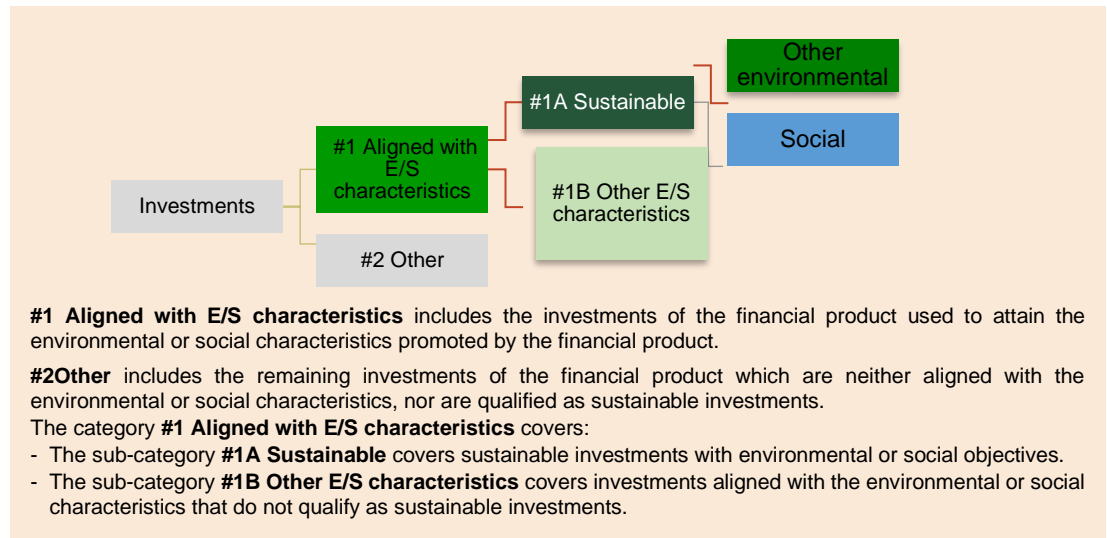 Other
environmental
#1A Sustainable
Social
#1 Aligned with
E/S
characteristics
#1B Other E/S
characteristics
Investments
#2 Other
#1 Aligned with E/S characteristics includes the investments of the financial product used to attain the
environmental or social characteristics promoted by the financial product.
#2Other includes the remaining investments of the financial product which are neither aligned with the
environmental or social characteristics, nor are qualified as sustainable investments.
The category #1 Aligned with E/S characteristics covers:
- The sub-category #1A Sustainable covers sustainable investments with environmental or social objectives.
- The sub-category #1B Other E/S characteristics covers investments aligned with the environmental or social
characteristics that do not qualify as sustainable investments.